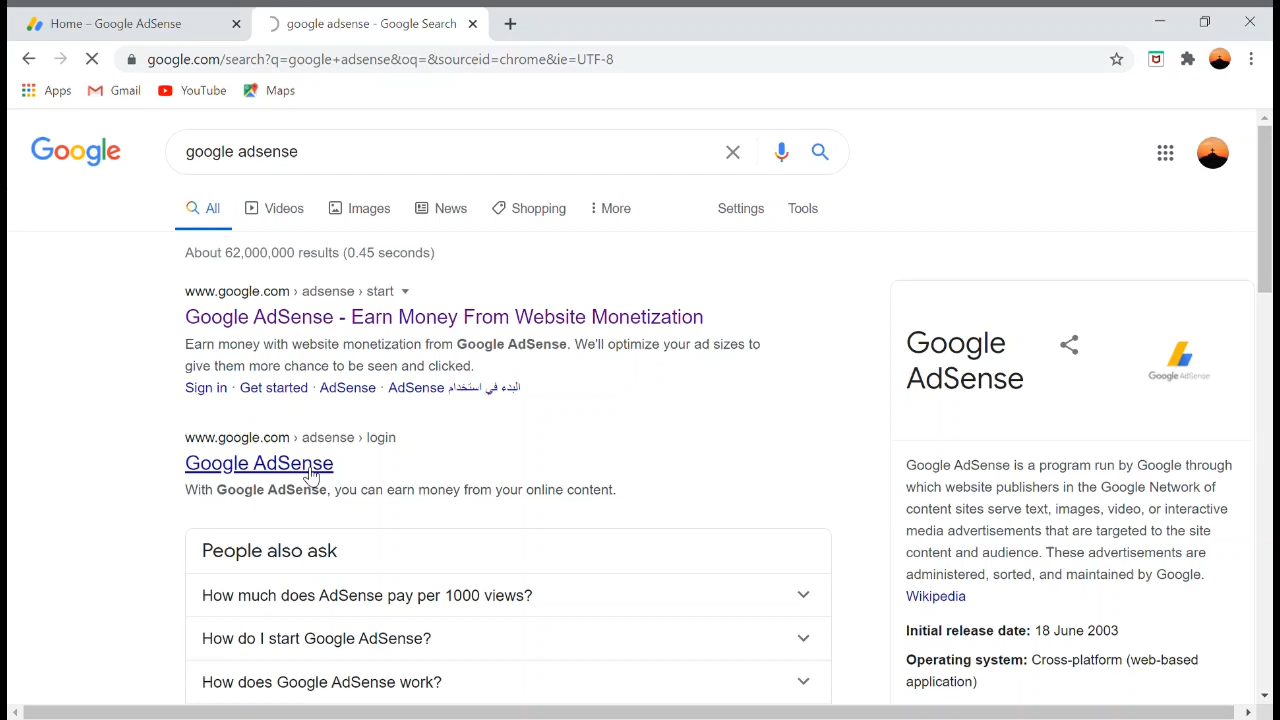 Home – Google AdSense
google adsense - Google Search
google.com/search?q=google+adsense&oq=&sourceid=chrome&ie=UTF-8
Apps
Gmail
YouTube
Maps
Google
google adsense
All
Videos
Images
News
Shopping
More
Settings
Tools
About 62,000,000 results (0.45 seconds)
www.google.com › adsense › start
Google AdSense - Earn Money From Website Monetization
Earn money with website monetization from Google AdSense. We'll optimize your ad sizes to
give them more chance to be seen and clicked.
Sign in · Get started · AdSense · AdSense البدء في استخدام
www.google.com › adsense › login
Google AdSense
With Google AdSense, you can earn money from your online content.
People also ask
How much does AdSense pay per 1000 views?
How do I start Google AdSense?
How does Google AdSense work?
Google
AdSense
Google AdSense
Google AdSense is a program run by Google through
which website publishers in the Google Network of
content sites serve text, images, video, or interactive
media advertisements that are targeted to the site
content and audience. These advertisements are
administered, sorted, and maintained by Google.
Wikipedia
Initial release date: 18 June 2003
Operating system: Cross-platform (web-based
application)